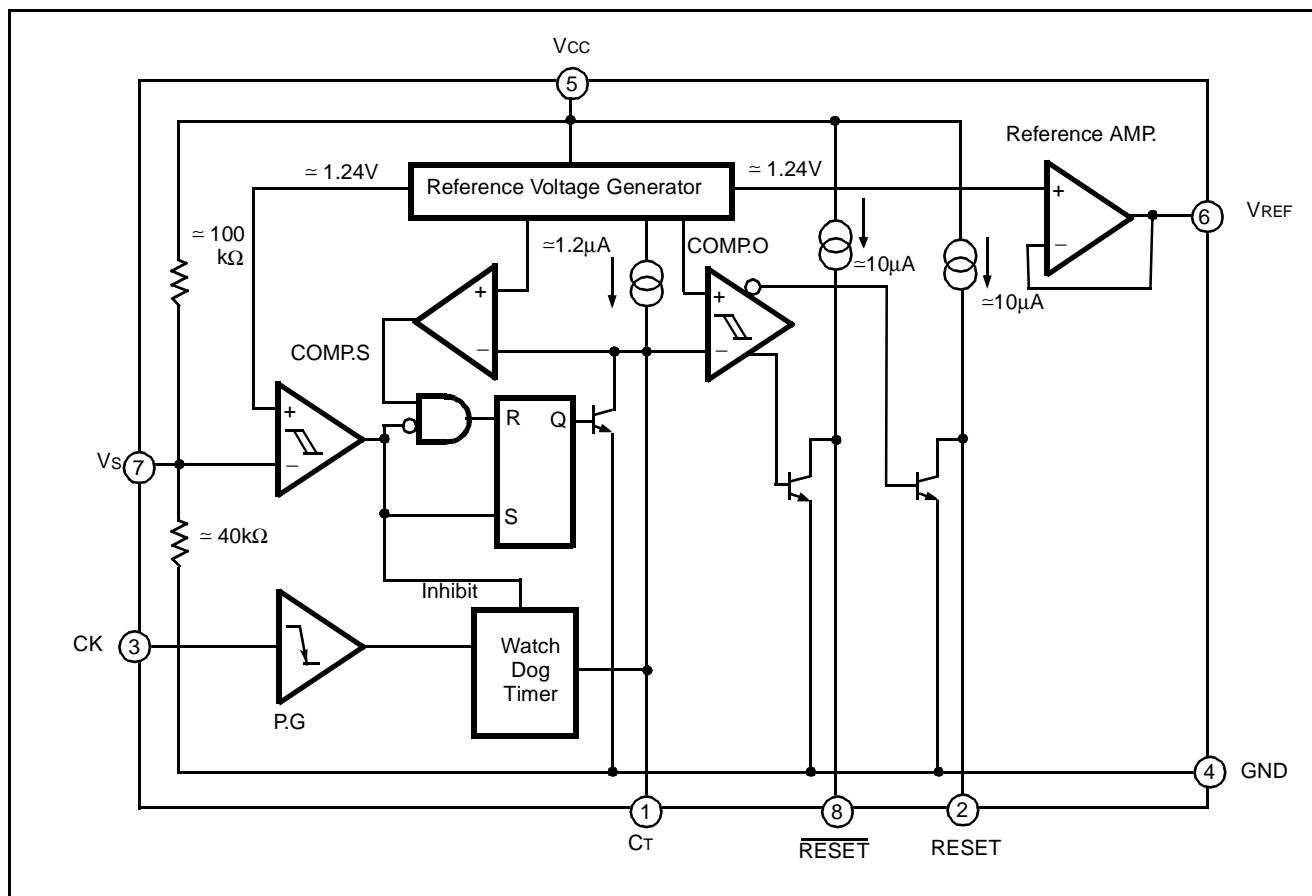 VCC
5
Reference AMP.
≃ 1.24V
Reference Voltage Generator
≃ 1.24V
+
−
6
VREF
≃ 100
kΩ
≃1.2µA
COMP.O
≃10µA
≃10µA
+
−
+
−
COMP.S
+
−
R
Q
S
VS
7
≃ 40kΩ
Inhibit
CK
3
P.G
Watch
Dog
Timer
4
GND
1
8
2
CT
RESET
RESET